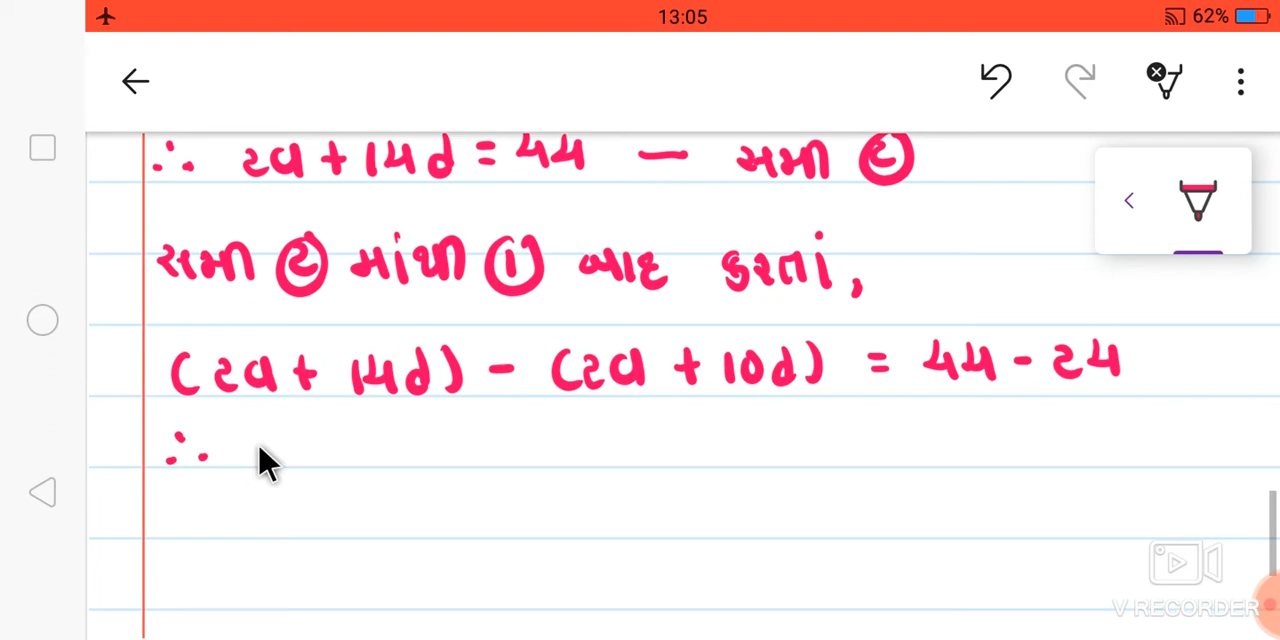 13:05
62%
∴ 2a + 14d = 44 — સમી ②
સમી ② માંથી ① બાદ કરતાં,
(2a + 14d) - (2a + 10d) = 44 - 24
∴
V RECORDER